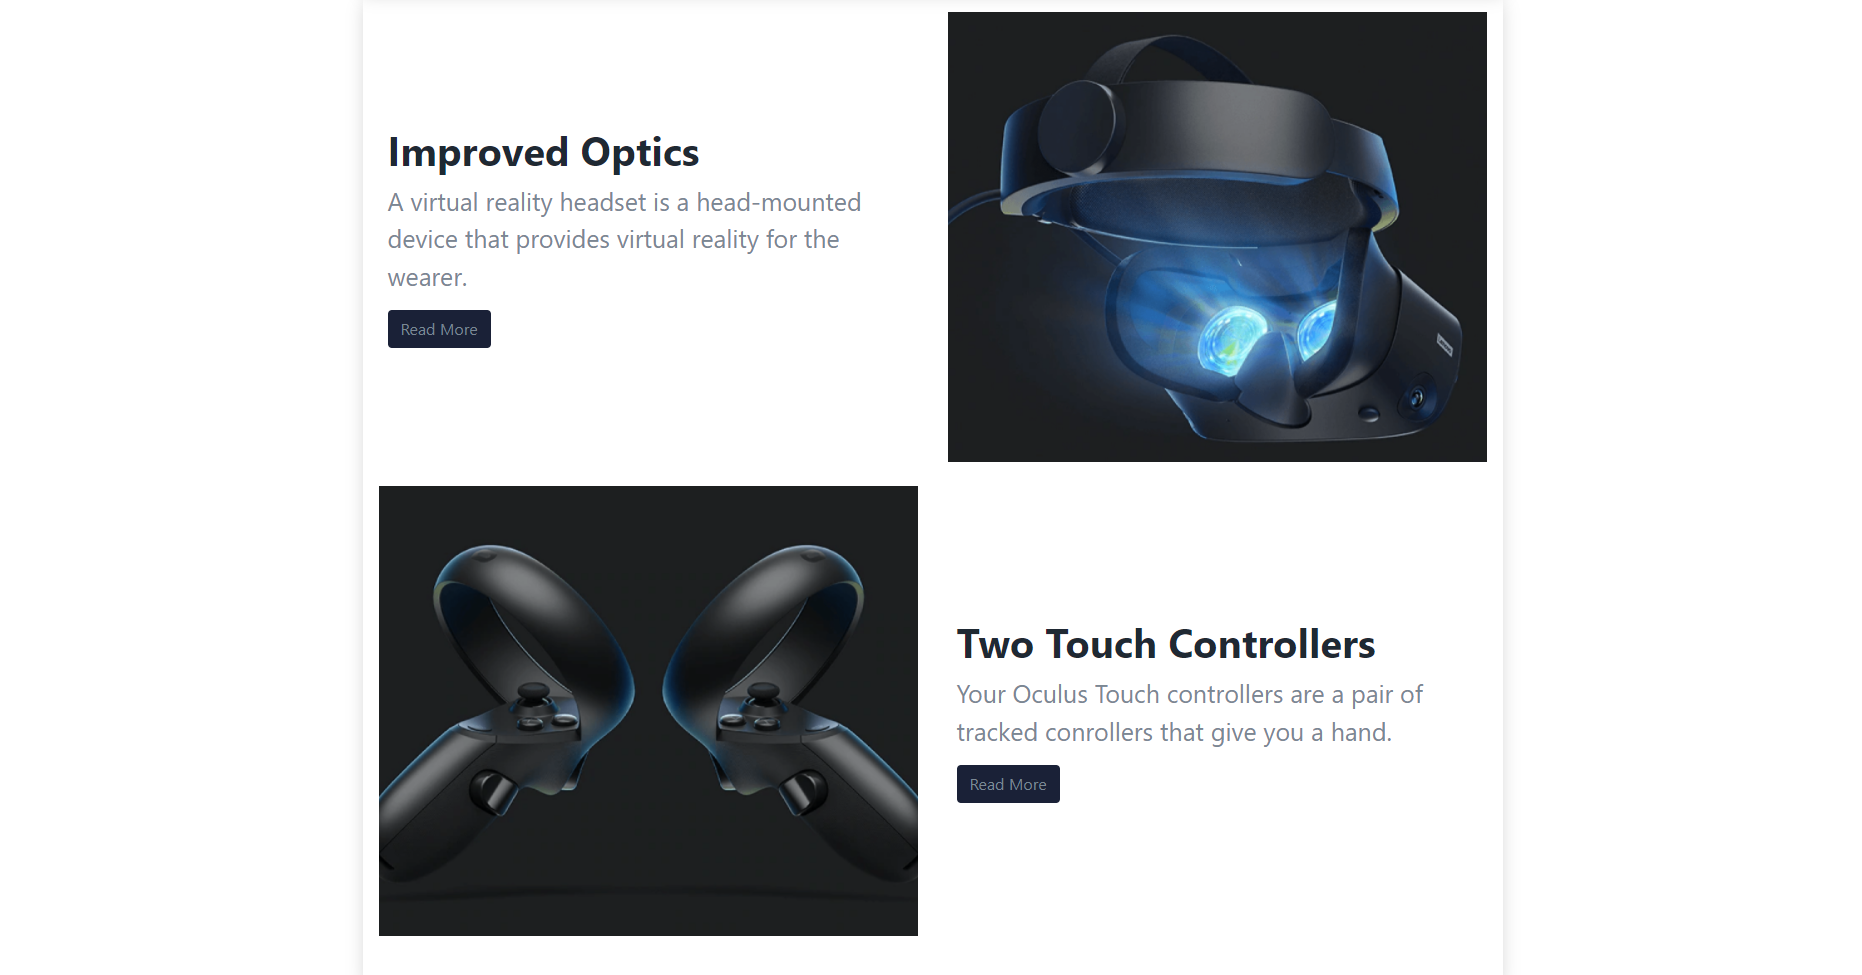 Improved Optics
A virtual reality headset is a head-mounted
device that provides virtual reality for the
wearer.
Read More
Two Touch Controllers
Your Oculus Touch controllers are a pair of
tracked conrollers that give you a hand.
Read More